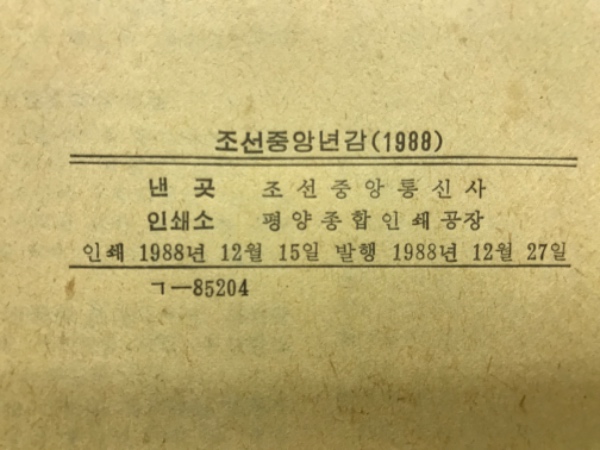 조선중앙년감(1988)
낸 곳 조선중앙통신사
인쇄소 평양종합인쇄공장
인쇄 1988년 12월 15일 발행 1988년 12월 27일
ㄱ—85204